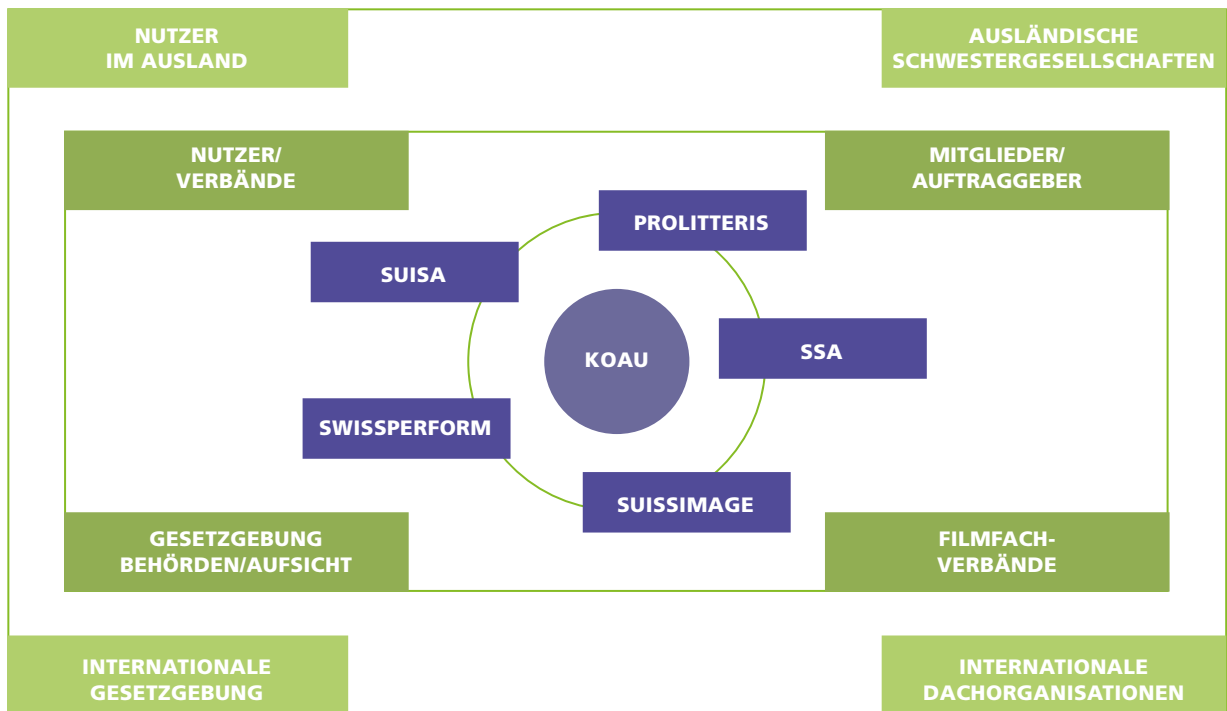 NUTZER
IM AUSLAND
AUSLÄNDISCHE
SCHWESTERGESELLSCHAFTEN
NUTZER/
VERBÄNDE
MITGLIEDER/
AUFTRAGGEBER
PROLITTERIS
SUISA
SSA
KOAU
SWISSPERFORM
SUISSIMAGE
GESETZGEBUNG
BEHÖRDEN/AUFSICHT
FILMFACH-
VERBÄNDE
INTERNATIONALE
GESETZGEBUNG
INTERNATIONALE
DACHORGANISATIONEN